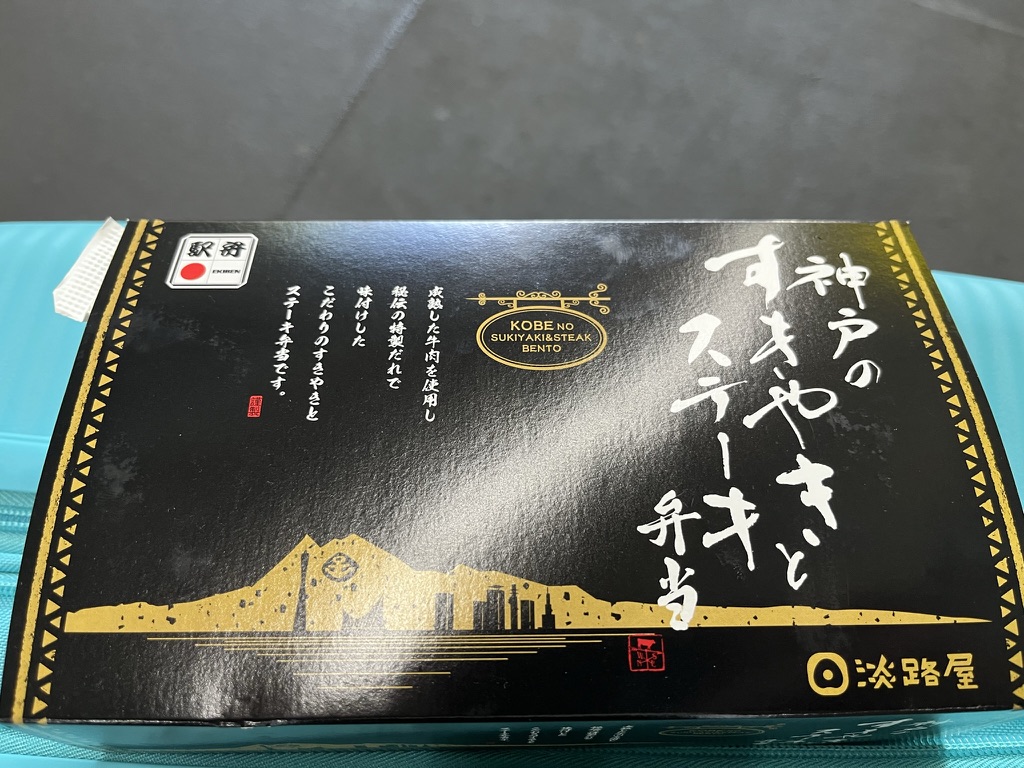 神戸の
すきやきと
ステーキ
弁当
KOBE NO
SUKIYAKI&STEAK
BENTO
成熟した牛肉を使用し
秘伝の特製だれで
味付けした
こだわりのすきやきと
ステーキ弁当です。
謹製
駅弁
EKIBEN
淡路屋